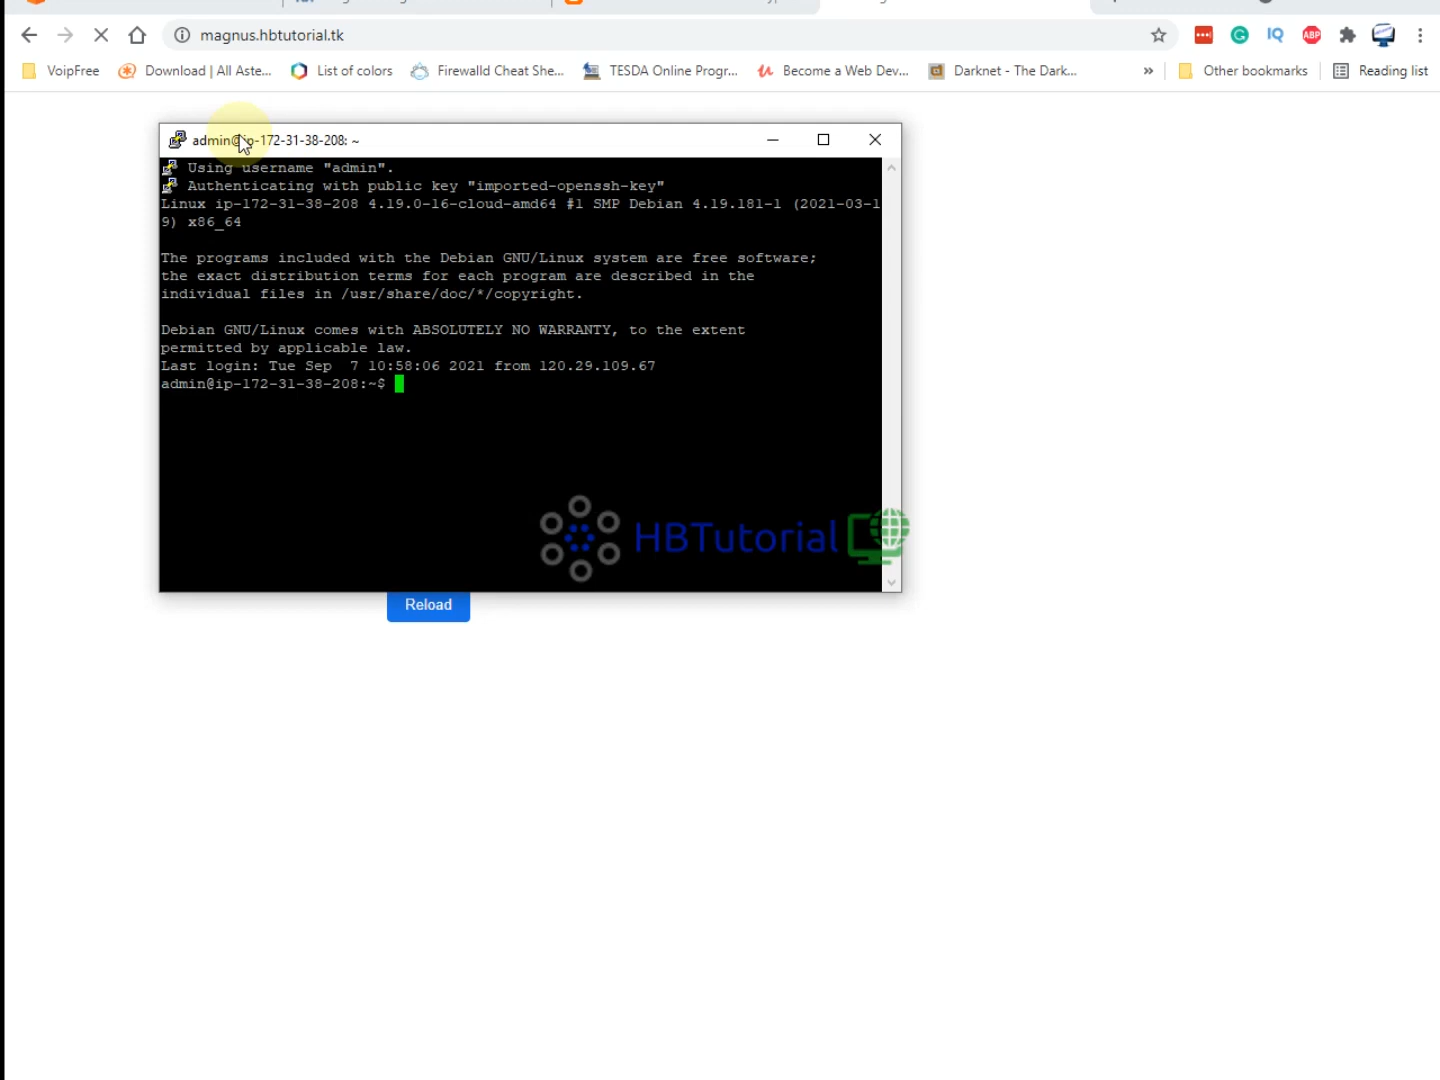 magnus.hbtutorial.tk
VoipFree
Download | All Aste...
List of colors
Firewalld Cheat She...
TESDA Online Progr...
Become a Web Dev...
Darknet - The Dark...
»
Other bookmarks
Reading list
IQ
ABP
admin@ip-172-31-38-208: ~
Using username "admin".
Authenticating with public key "imported-openssh-key"
Linux ip-172-31-38-208 4.19.0-16-cloud-amd64 #1 SMP Debian 4.19.181-1 (2021-03-1
9) x86_64
The programs included with the Debian GNU/Linux system are free software;
the exact distribution terms for each program are described in the
individual files in /usr/share/doc/*/copyright.
Debian GNU/Linux comes with ABSOLUTELY NO WARRANTY, to the extent
permitted by applicable law.
Last login: Tue Sep  7 10:58:06 2021 from 120.29.109.67
admin@ip-172-31-38-208:~$
HBTutorial
Reload